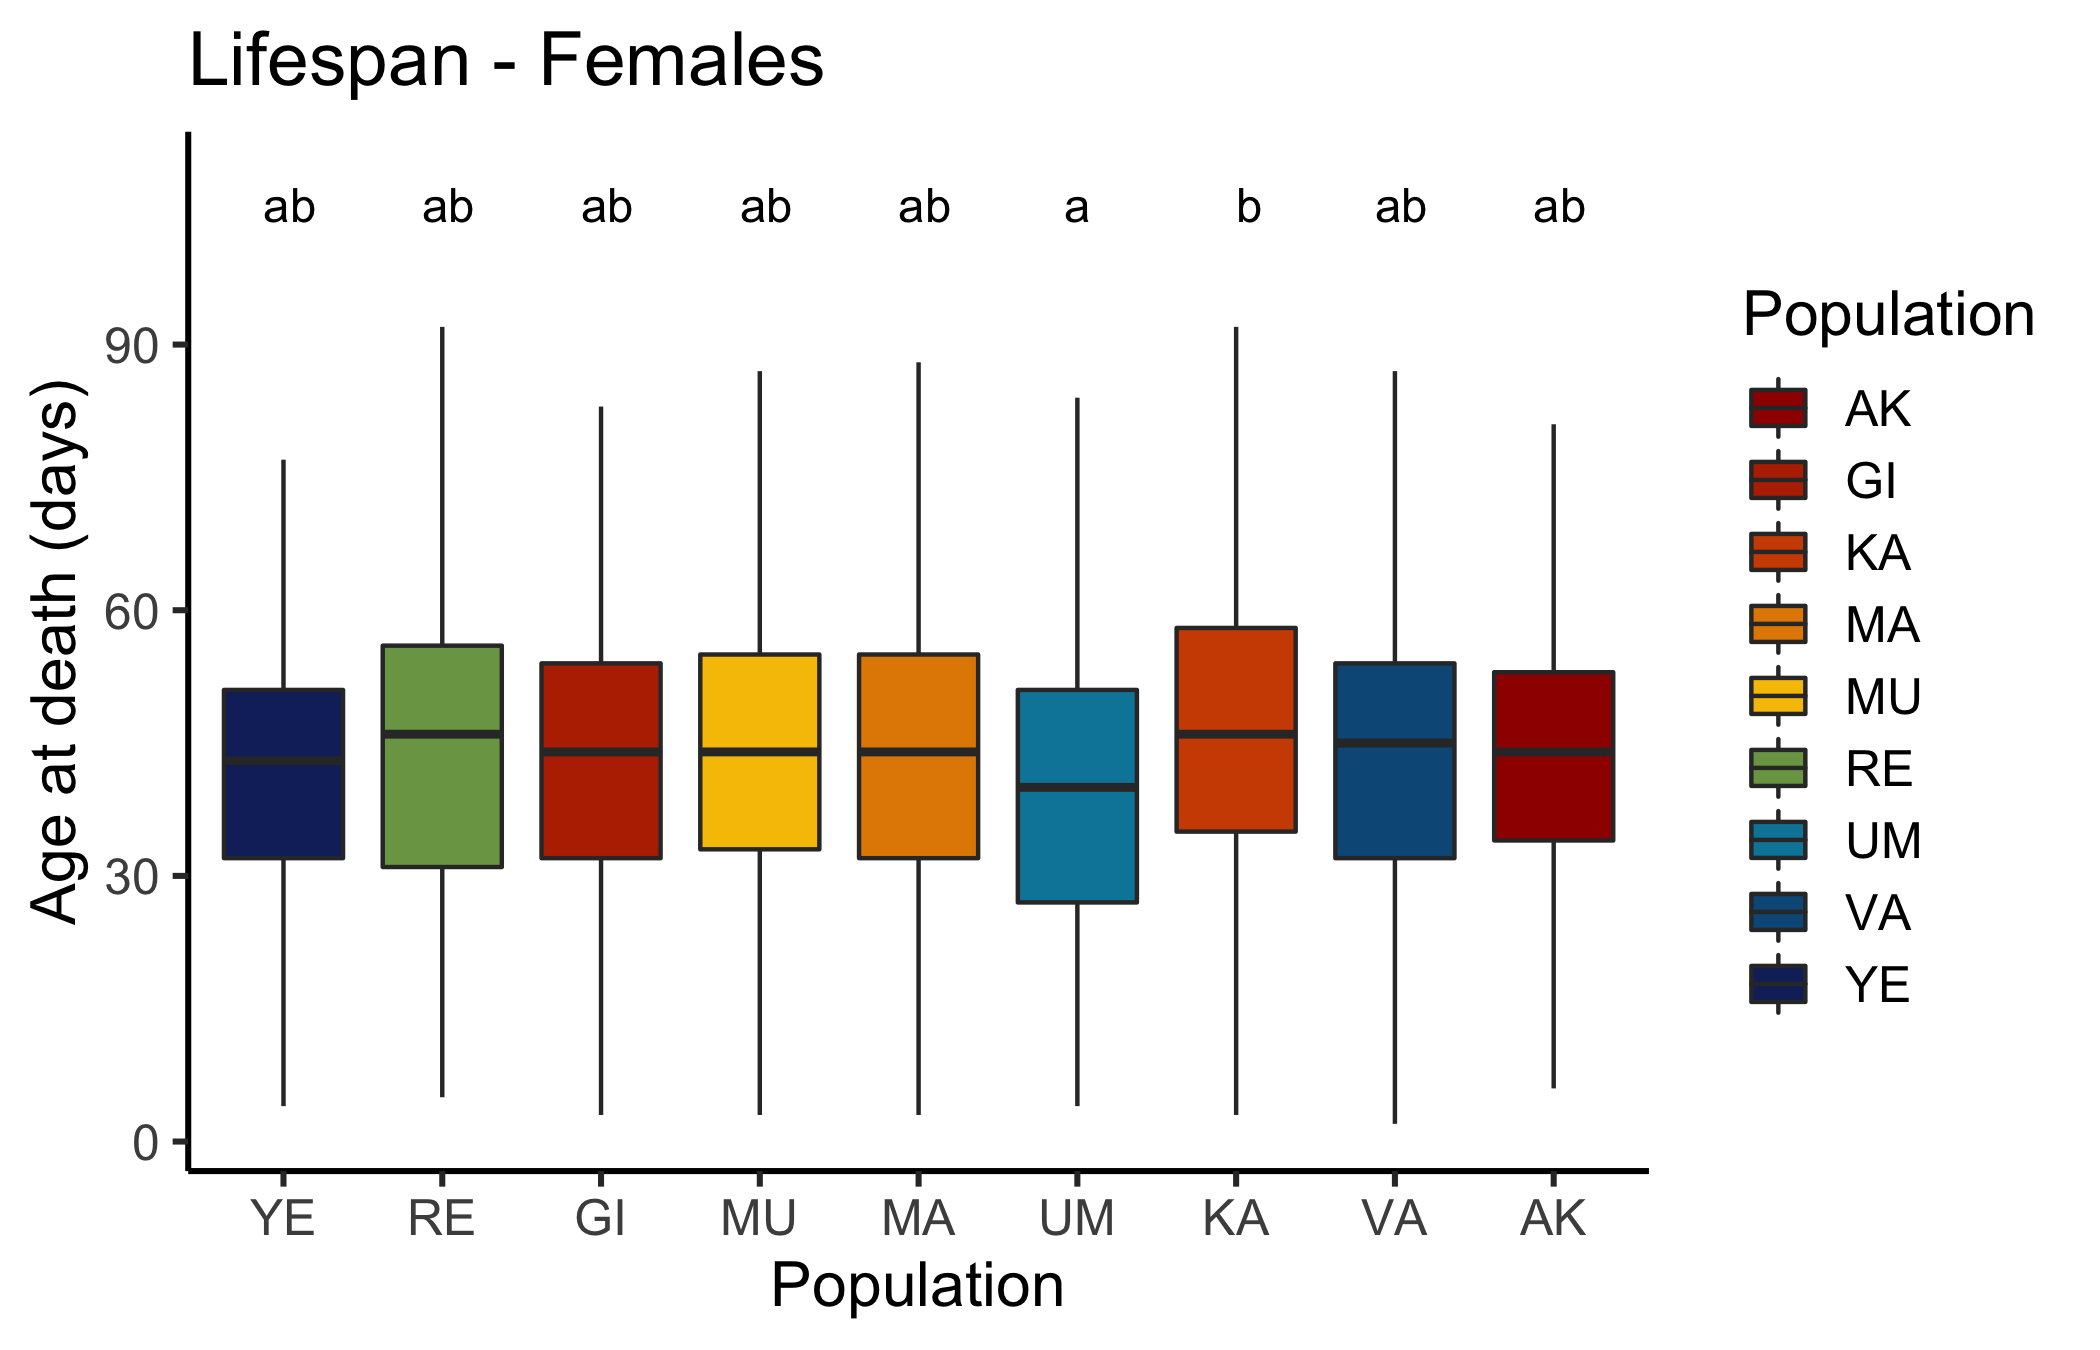 Lifespan - Females
ab ab ab ab ab a b ab ab
Age at death (days)
90
60
30
0
YE RE GI MU MA UM KA VA AK
Population
Population
AK
GI
KA
MA
MU
RE
UM
VA
YE